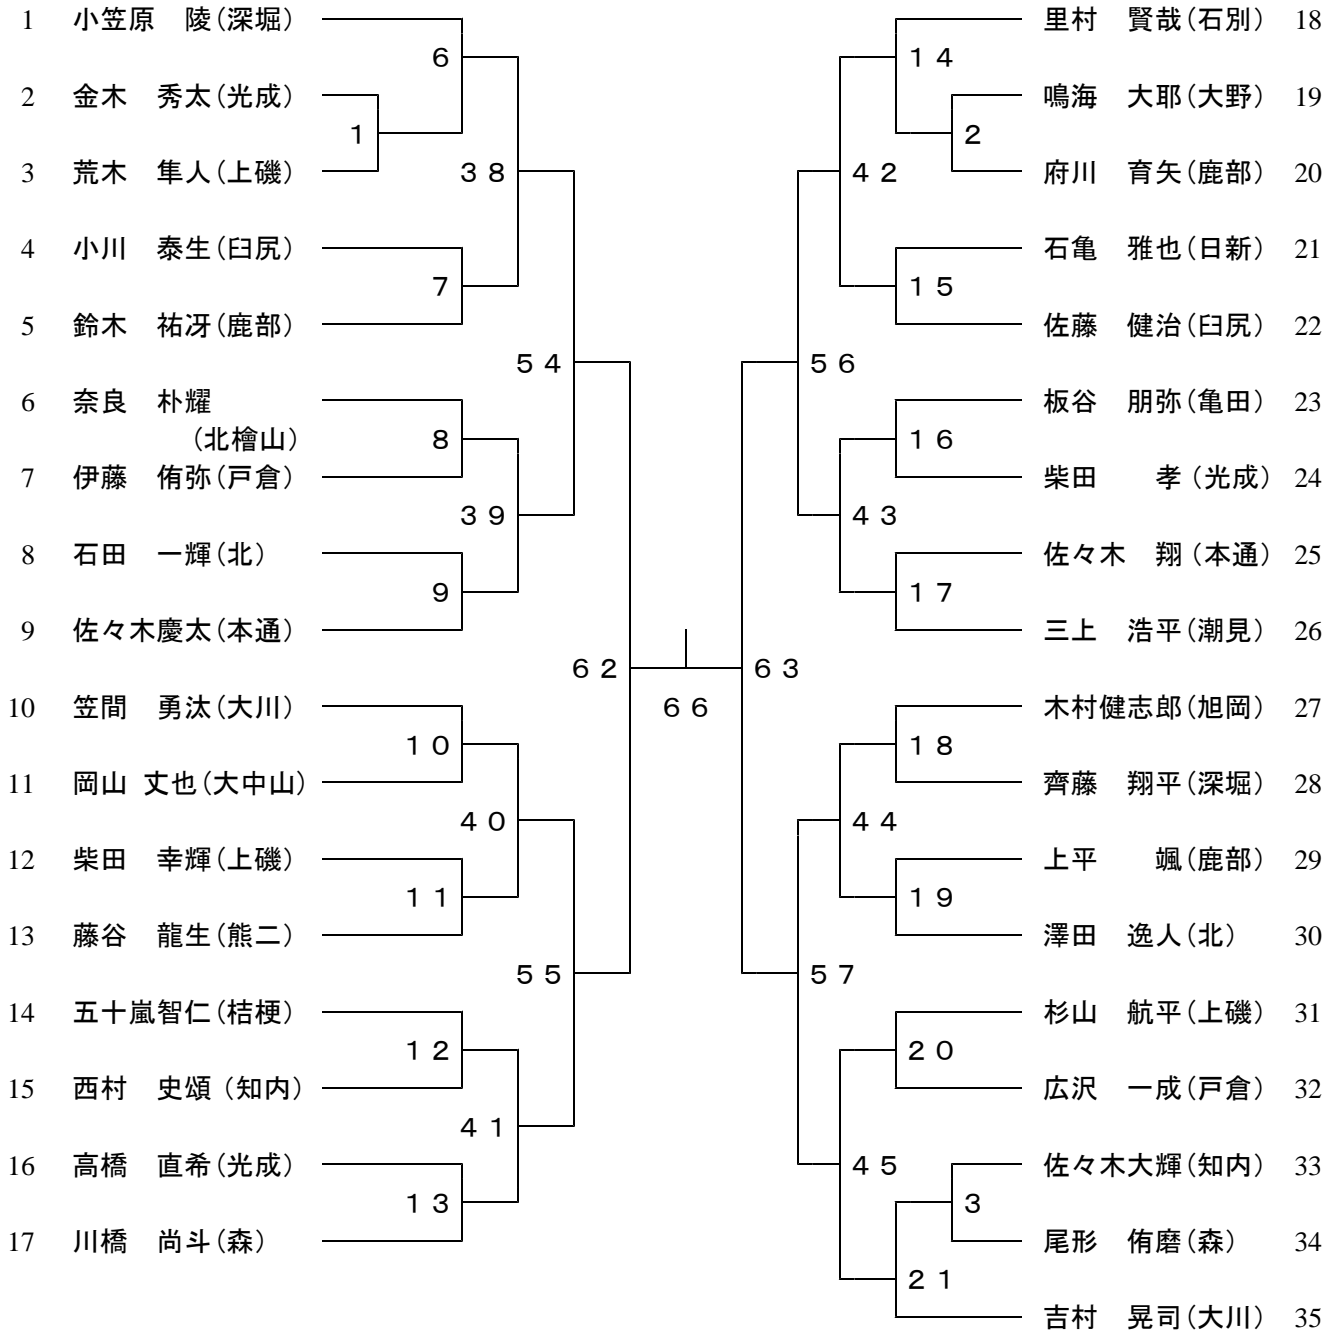 1 小笠原 陵(深堀)
2 金木 秀太(光成)
3 荒木 隼人(上磯)
4 小川 泰生(臼尻)
5 鈴木 祐冴(鹿部)
6 奈良 朴耀
(北檜山)
7 伊藤 侑弥(戸倉)
8 石田 一輝(北)
9 佐々木慶太(本通)
10 笠間 勇汰(大川)
11 岡山 丈也(大中山)
12 柴田 幸輝(上磯)
13 藤谷 龍生(熊二)
14 五十嵐智仁(桔梗)
15 西村 史頌(知内)
16 高橋 直希(光成)
17 川橋 尚斗(森)
1
6
7
8
9
10
11
12
13
38
39
40
41
54
55
62
66
63
56
57
42
43
44
45
14
2
15
16
17
18
19
20
3
21
里村 賢哉(石別) 18
鳴海 大耶(大野) 19
府川 育矢(鹿部) 20
石亀 雅也(日新) 21
佐藤 健治(臼尻) 22
板谷 朋弥(亀田) 23
柴田 孝(光成) 24
佐々木 翔(本通) 25
三上 浩平(潮見) 26
木村健志郎(旭岡) 27
齊藤 翔平(深堀) 28
上平 颯(鹿部) 29
澤田 逸人(北) 30
杉山 航平(上磯) 31
広沢 一成(戸倉) 32
佐々木大輝(知内) 33
尾形 侑磨(森) 34
吉村 晃司(大川) 35